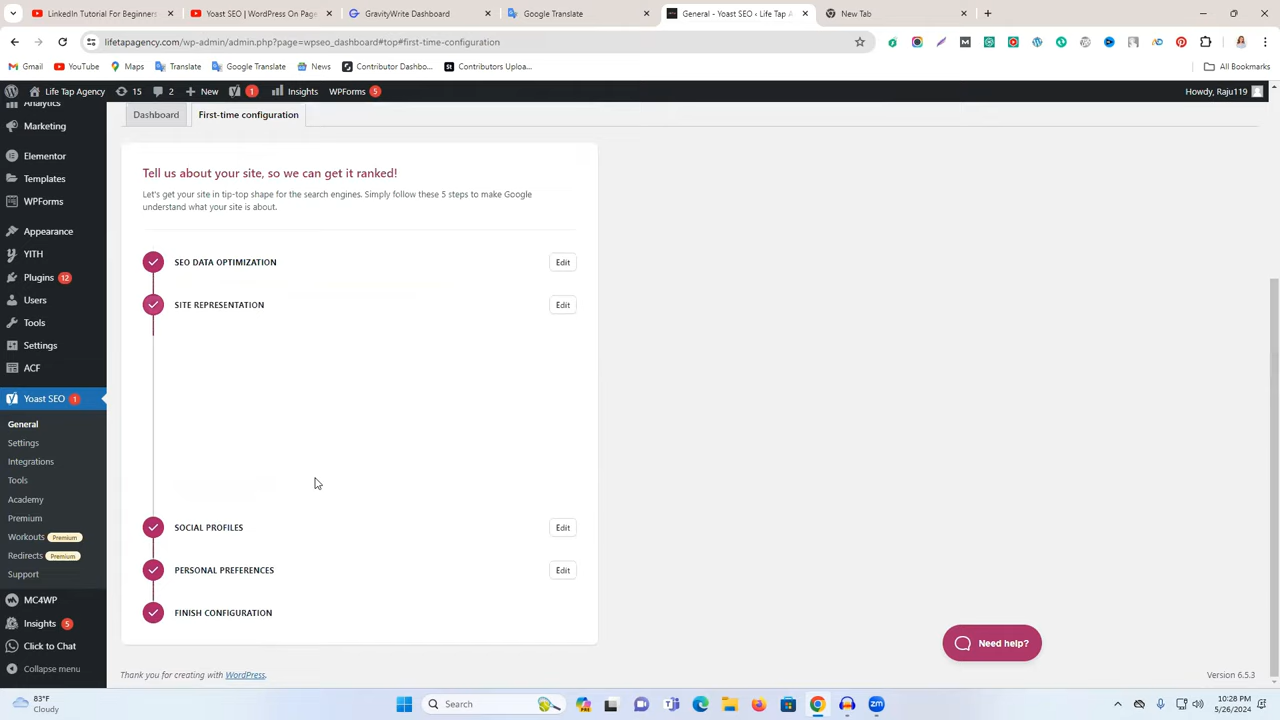 LinkedIn For Beginners
YouTube SEO | WordPress On Page
GravityWrite Dashboard
Google Translate
General - Yoast SEO ‹ Life Tap A
New Tab
lifetapagency.com/wp-admin/admin.php?page=wpseo_dashboard#top#first-time-configuration
Gmail YouTube Maps Translate Google Translate News Contributor Dashbo... Contributors Uploa... All Bookmarks
Life Tap Agency 15 2 New 1 Insights WPForms 5 Howdy, Raju119
Analytics
Marketing
Elementor
Templates
WPForms
Appearance
YITH
Plugins 12
Users
Tools
Settings
ACF
Yoast SEO 1
General
Settings
Integrations
Tools
Academy
Premium
Workouts Premium
Redirects Premium
Support
MC4WP
Insights 5
Click to Chat
Collapse menu
Dashboard First-time configuration
Tell us about your site, so we can get it ranked!
Let's get your site in tip-top shape for the search engines. Simply follow these 5 steps to make Google
understand what your site is about.
SEO DATA OPTIMIZATION Edit
SITE REPRESENTATION Edit
SOCIAL PROFILES Edit
PERSONAL PREFERENCES Edit
FINISH CONFIGURATION
Need help?
Thank you for creating with WordPress. Version 6.5.3
83°F
Cloudy
Search
10:28 PM
5/26/2024